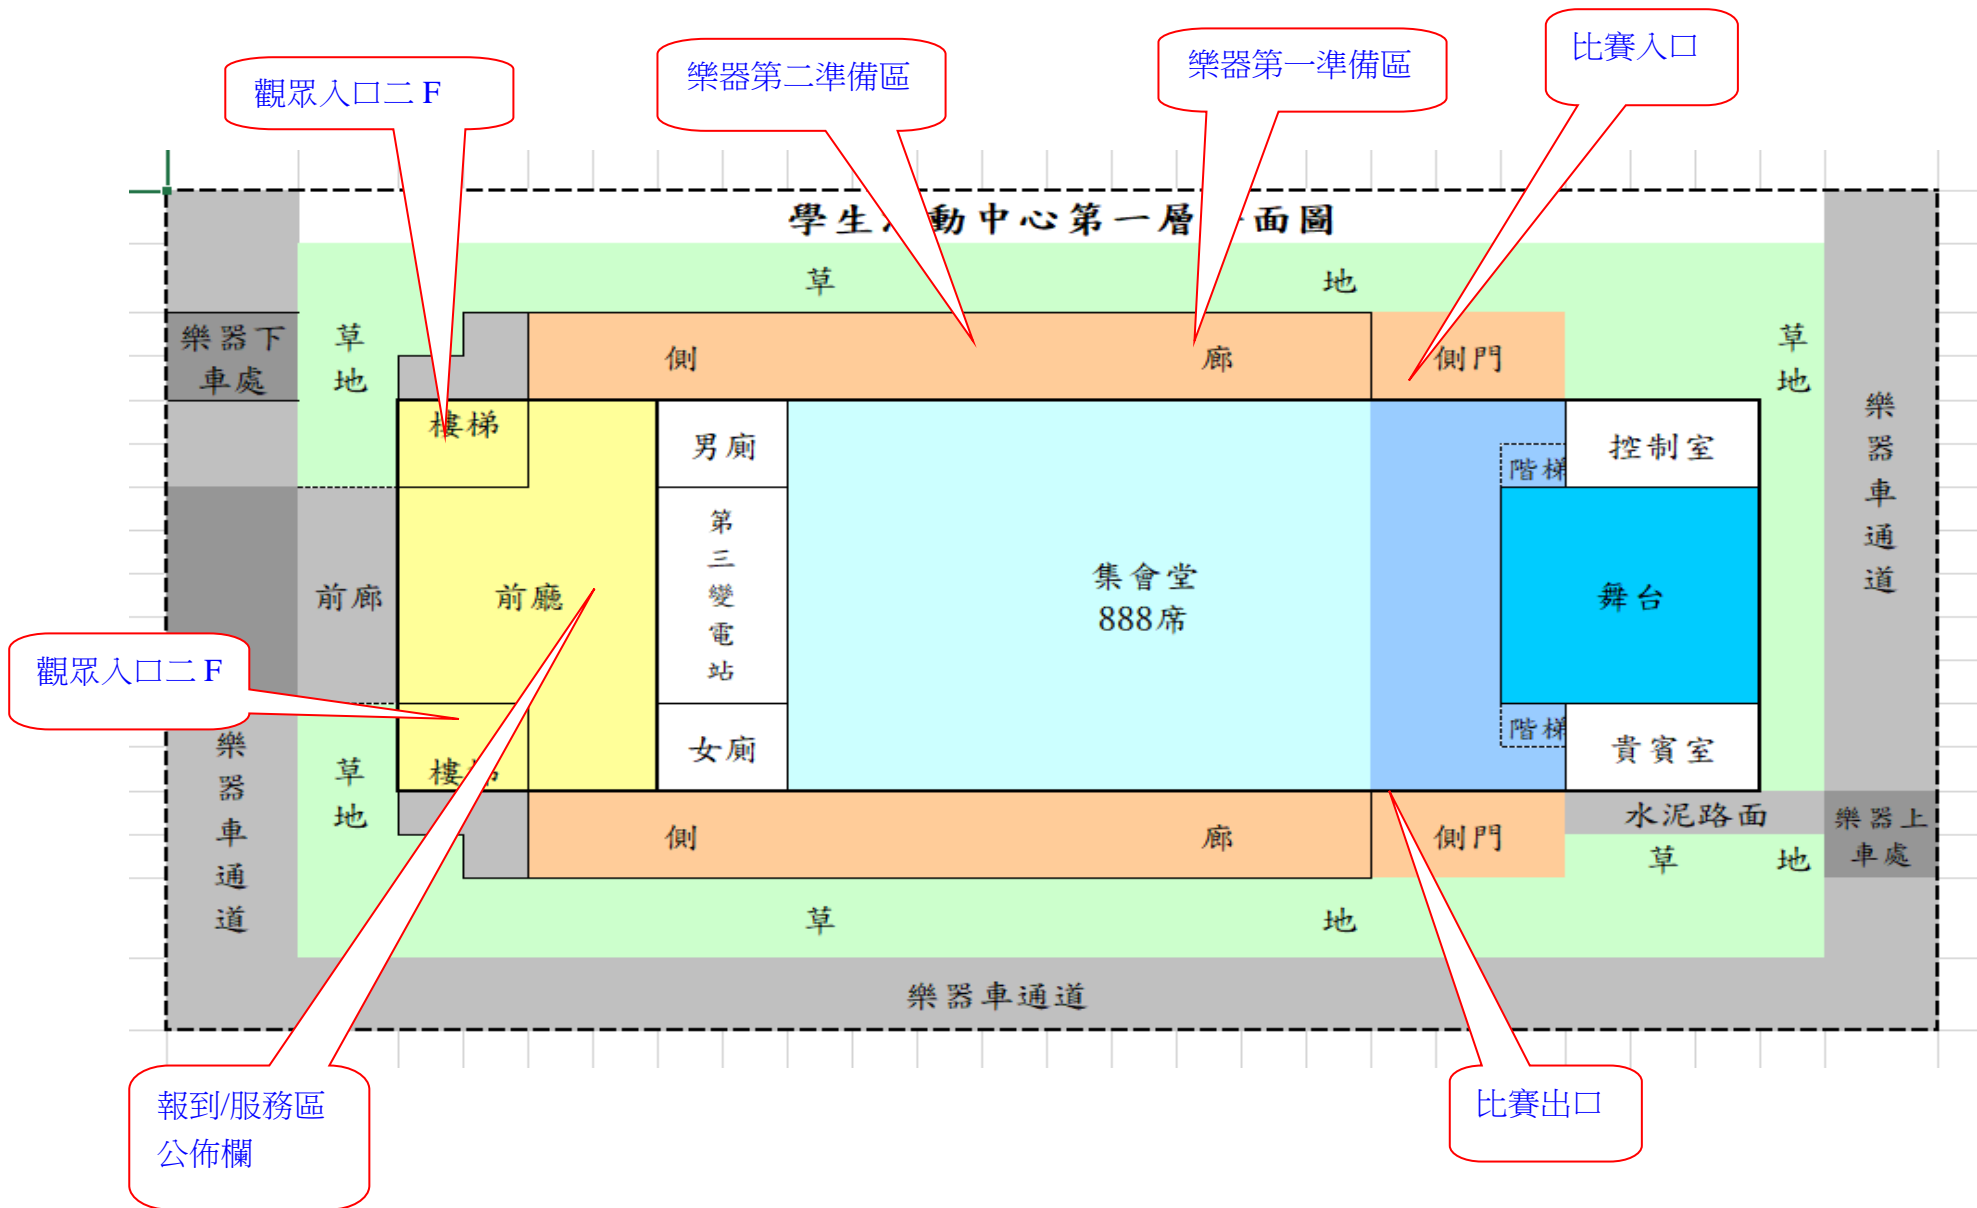 觀眾入口二 F
樂器第二準備區
樂器第一準備區
比賽入口
學生 動中心第一層 面圖
草 地
樂器下
車處
草
地
側 廊
側門
草
地
樂
器
車
通
道
樓梯
男廁
階梯
控制室
第
三
變
電
站
前廊
前廳
集會堂
888席
舞台
觀眾入口二 F
樓
女廁
階梯
貴賓室
樂
器
車
通
道
草
地
側 廊
側門
水泥路面
草 地
樂器上
車處
草 地
樂器車通道
報到/服務區
公佈欄
比賽出口